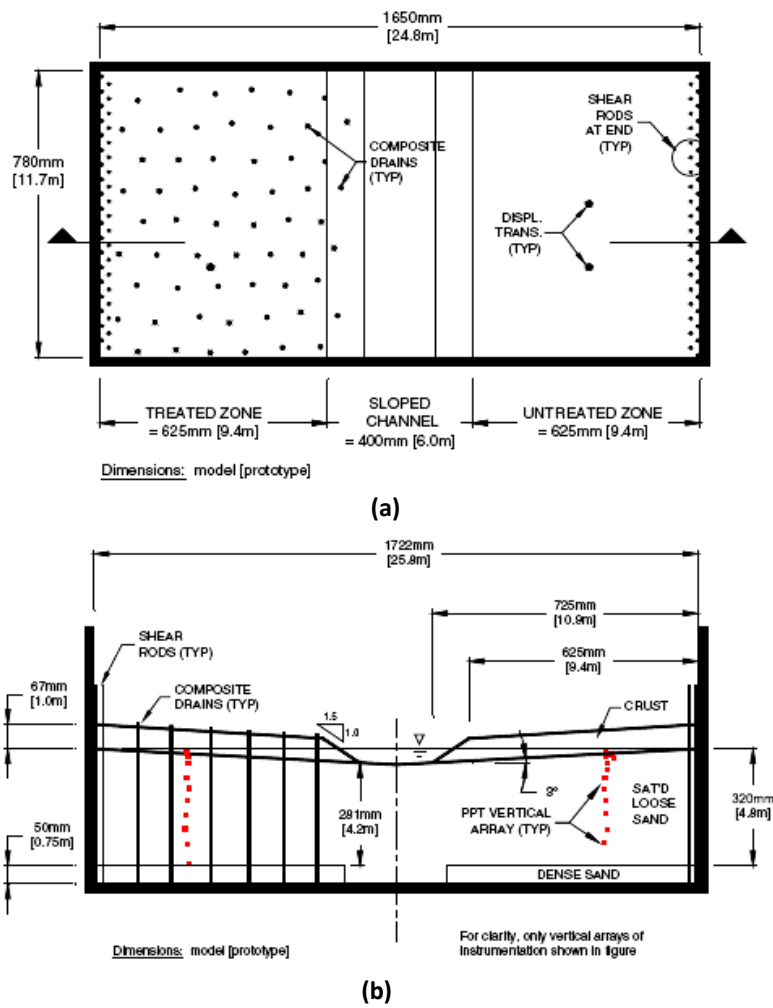 1650mm
[24.8m]
780mm
[11.7m]
COMPOSITE
DRAINS
(TYP)
SHEAR
RODS
AT END
(TYP)
DISPL.
TRANS.
(TYP)
TREATED ZONE
= 625mm [9.4m]
SLOPED
CHANNEL
= 400mm [6.0m]
UNTREATED ZONE
= 625mm [9.4m]
Dimensions: model [prototype]
(a)
1722mm
[25.8m]
725mm
[10.9m]
625mm
[9.4m]
SHEAR
RODS (TYP)
67mm
[1.0m]
COMPOSITE
DRAINS (TYP)
1.5
1.0
CRUST
3°
281mm
[4.2m]
PPT VERTICAL
ARRAY (TYP)
SAT'D
LOOSE
SAND
320mm
[4.8m]
50mm
[0.75m]
DENSE SAND
Dimensions: model [prototype]
For clarity, only vertical arrays of
instrumentation shown in figure
(b)